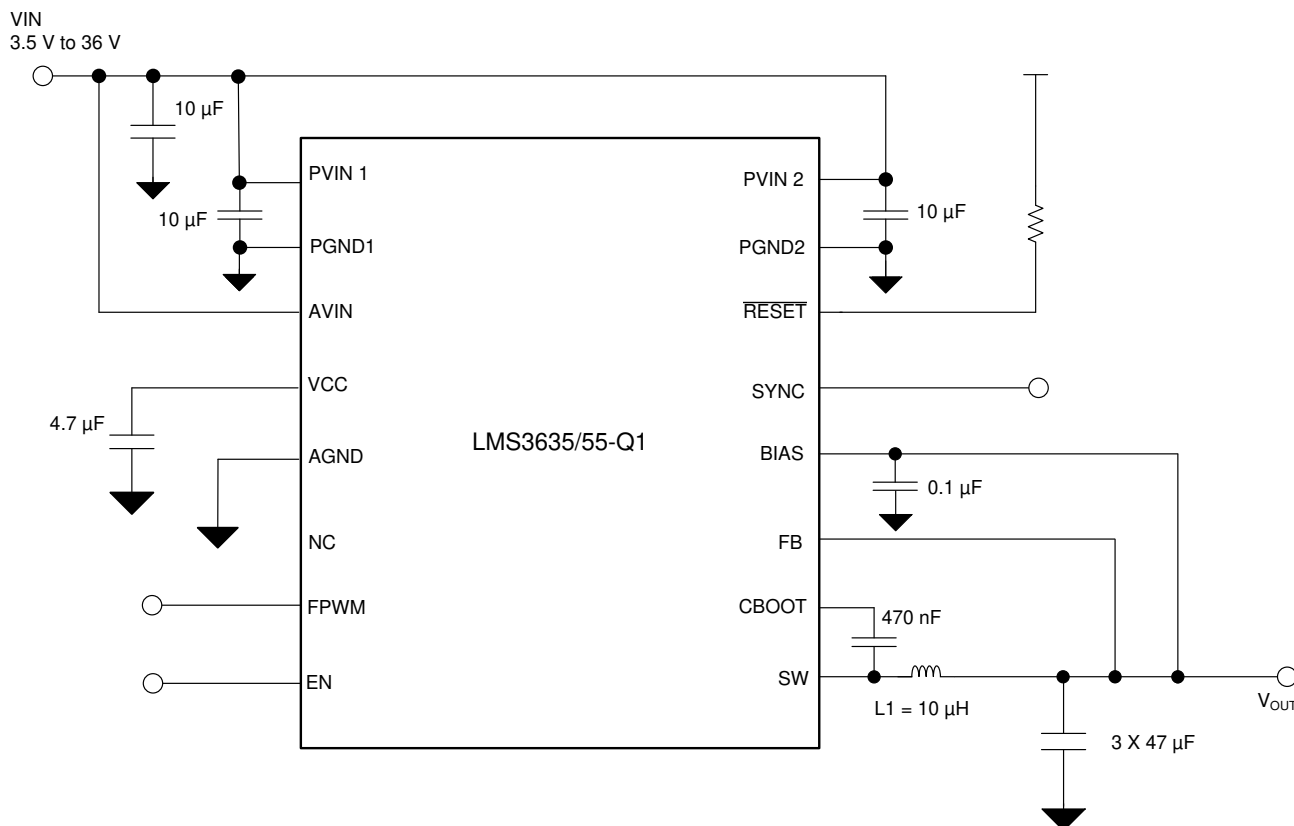 VIN
3.5 V to 36 V
10 µF
PVIN 1
PVIN 2
10 µF
10 µF
PGND1
PGND2
AVIN
RESET
VCC
SYNC
4.7 µF
LMS3635/55-Q1
AGND
BIAS
0.1 µF
NC
FB
FPWM
CBOOT
470 nF
EN
SW
L1 = 10 µH
VOUT
3 X 47 µF